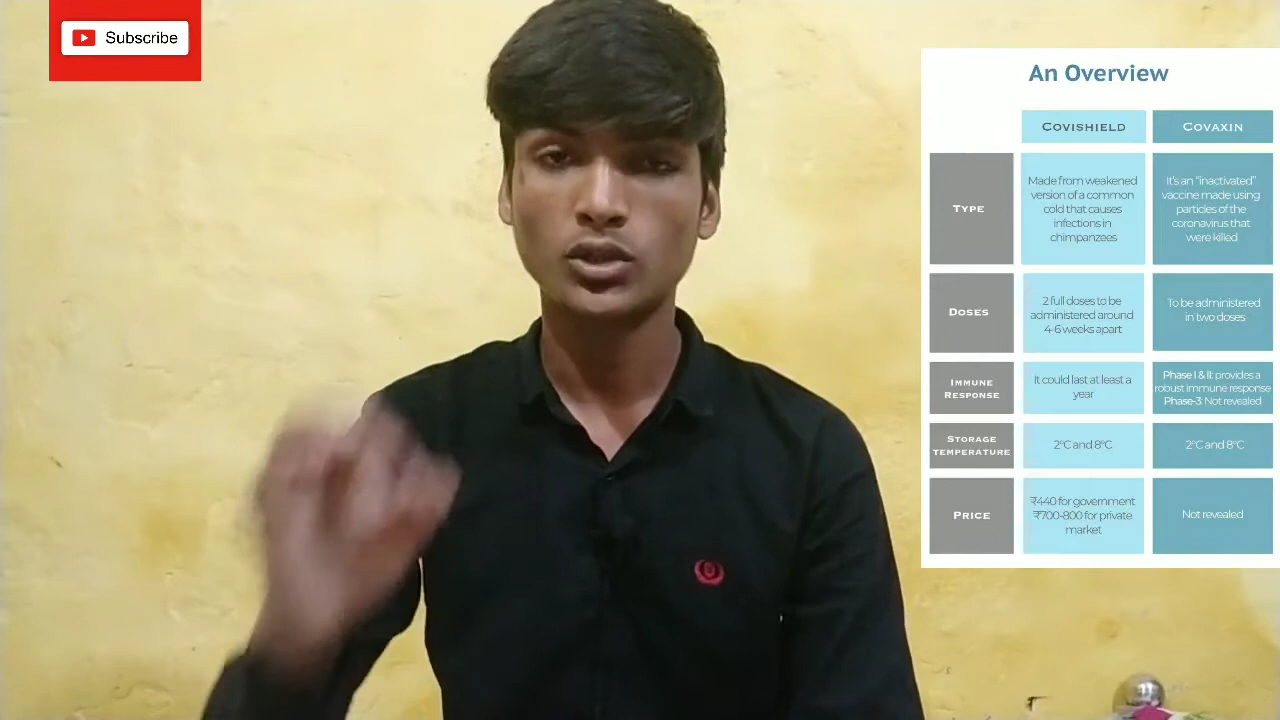 Subscribe
An Overview
COVISHIELD
COVAXIN
TYPE
Made from weakened
version of a common
cold that causes
infections in
chimpanzees
It's an "inactivated"
vaccine made using
particles of the
coronavirus that
were killed
DOSES
2 full doses to be
administered around
4-6 weeks apart
To be administered
in two doses
IMMUNE
RESPONSE
It could last at least a
year
Phase I & II: provides a
robust immune response
Phase-3: Not revealed
STORAGE
TEMPERATURE
2°C and 8°C
2°C and 8°C
PRICE
₹440 for government
₹700-800 for private
market
Not revealed